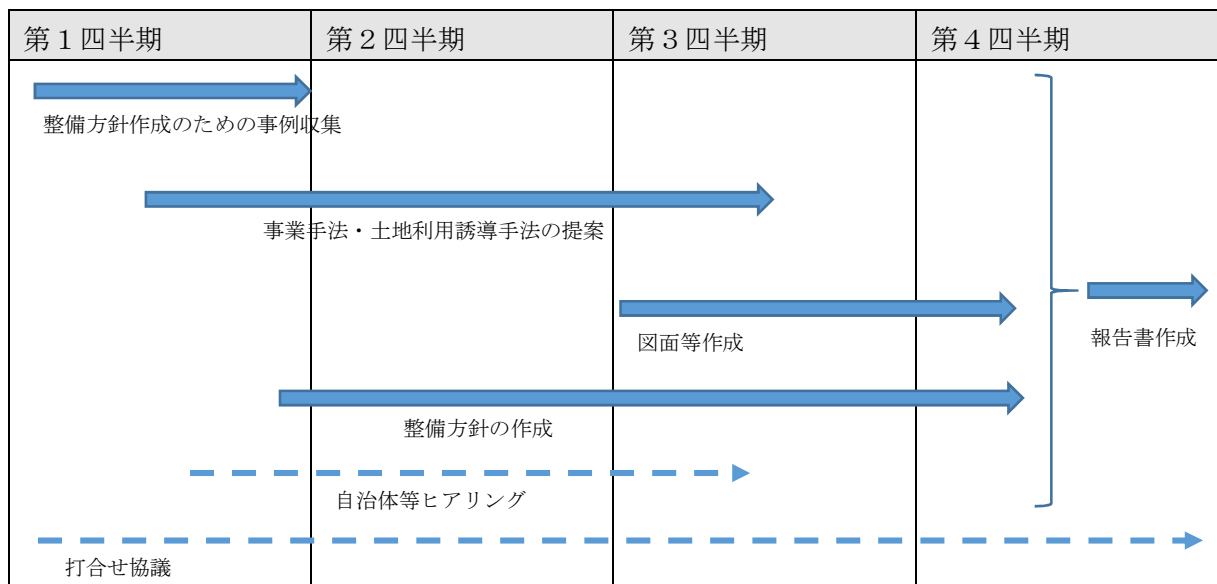 第１四半期
第２四半期
第３四半期
第４四半期
整備方針作成のための事例収集
事業手法・土地利用誘導手法の提案
図面等作成
報告書作成
整備方針の作成
自治体等ヒアリング
打合せ協議